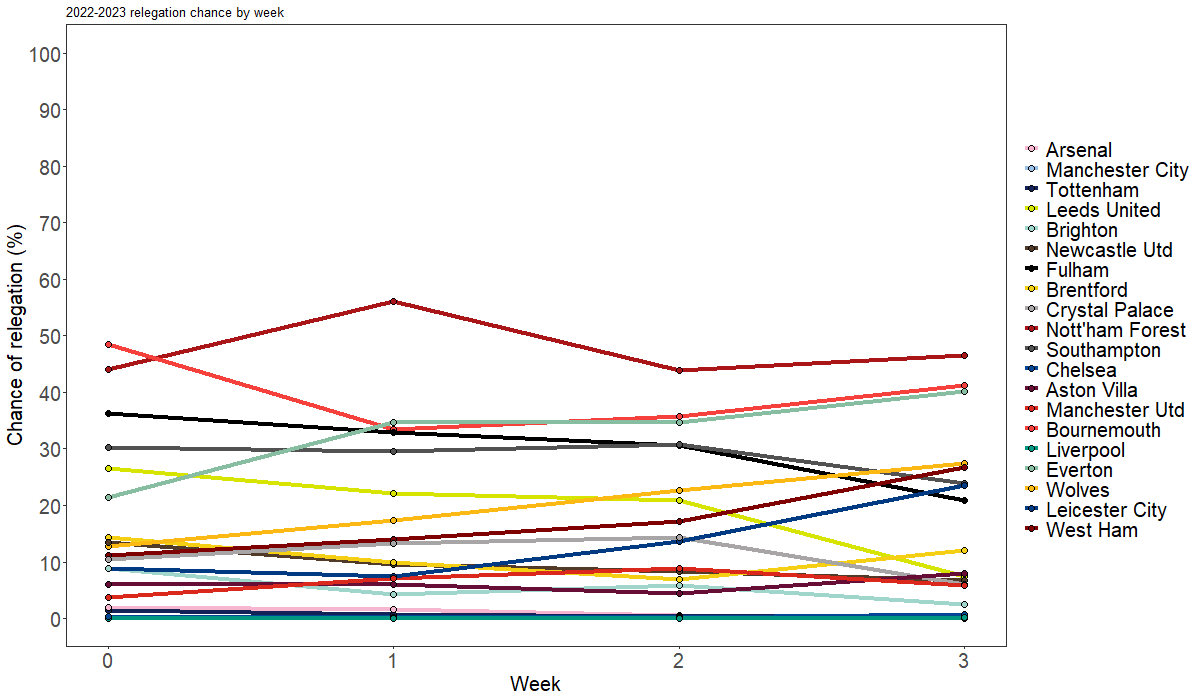 2022-2023 relegation chance by week
Chance of relegation (%)
100
90
80
70
60
50
40
30
20
10
0
0 1 2 3
Week
Arsenal
Manchester City
Tottenham
Leeds United
Brighton
Newcastle Utd
Fulham
Brentford
Crystal Palace
Nott'ham Forest
Southampton
Chelsea
Aston Villa
Manchester Utd
Bournemouth
Liverpool
Everton
Wolves
Leicester City
West Ham